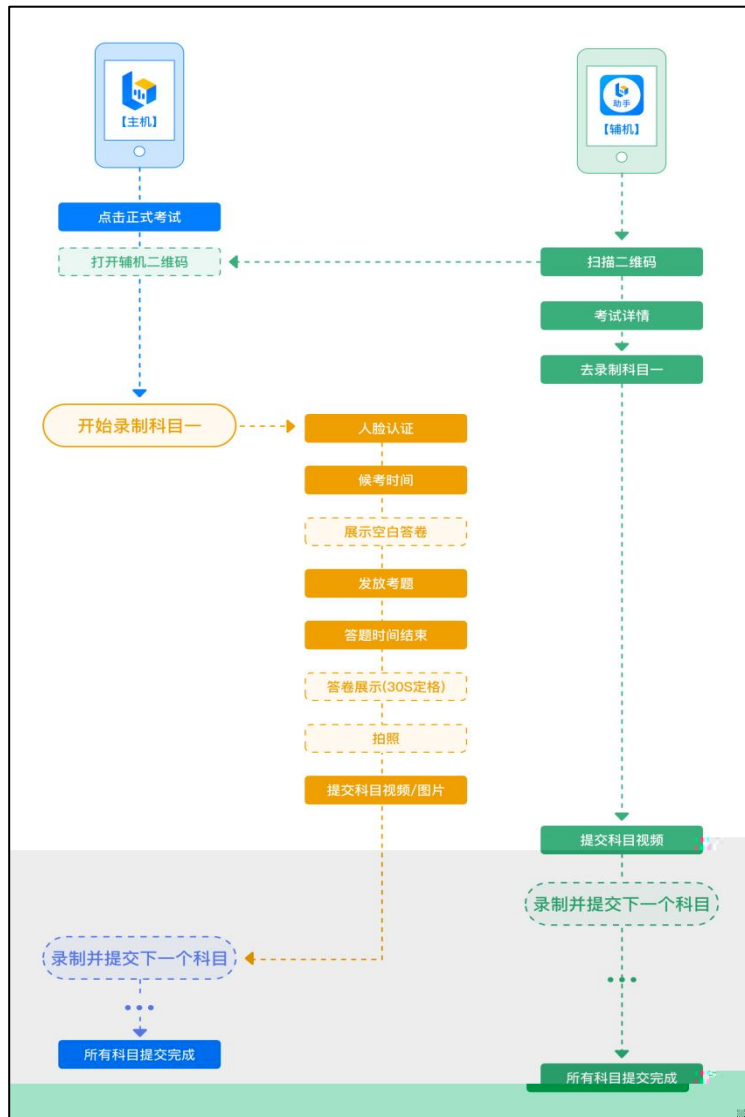 【主机】
助手
【辅机】
点击正式考试
打开辅机二维码
扫描二维码
考试详情
去录制科目一
开始录制科目一
人脸认证
候考时间
展示空白答卷
发放考题
答题时间结束
答卷展示(30S定格)
拍照
提交科目视频/图片
提交科目视频
录制并提交下一个科目
录制并提交下一个科目
所有科目提交完成
所有科目提交完成